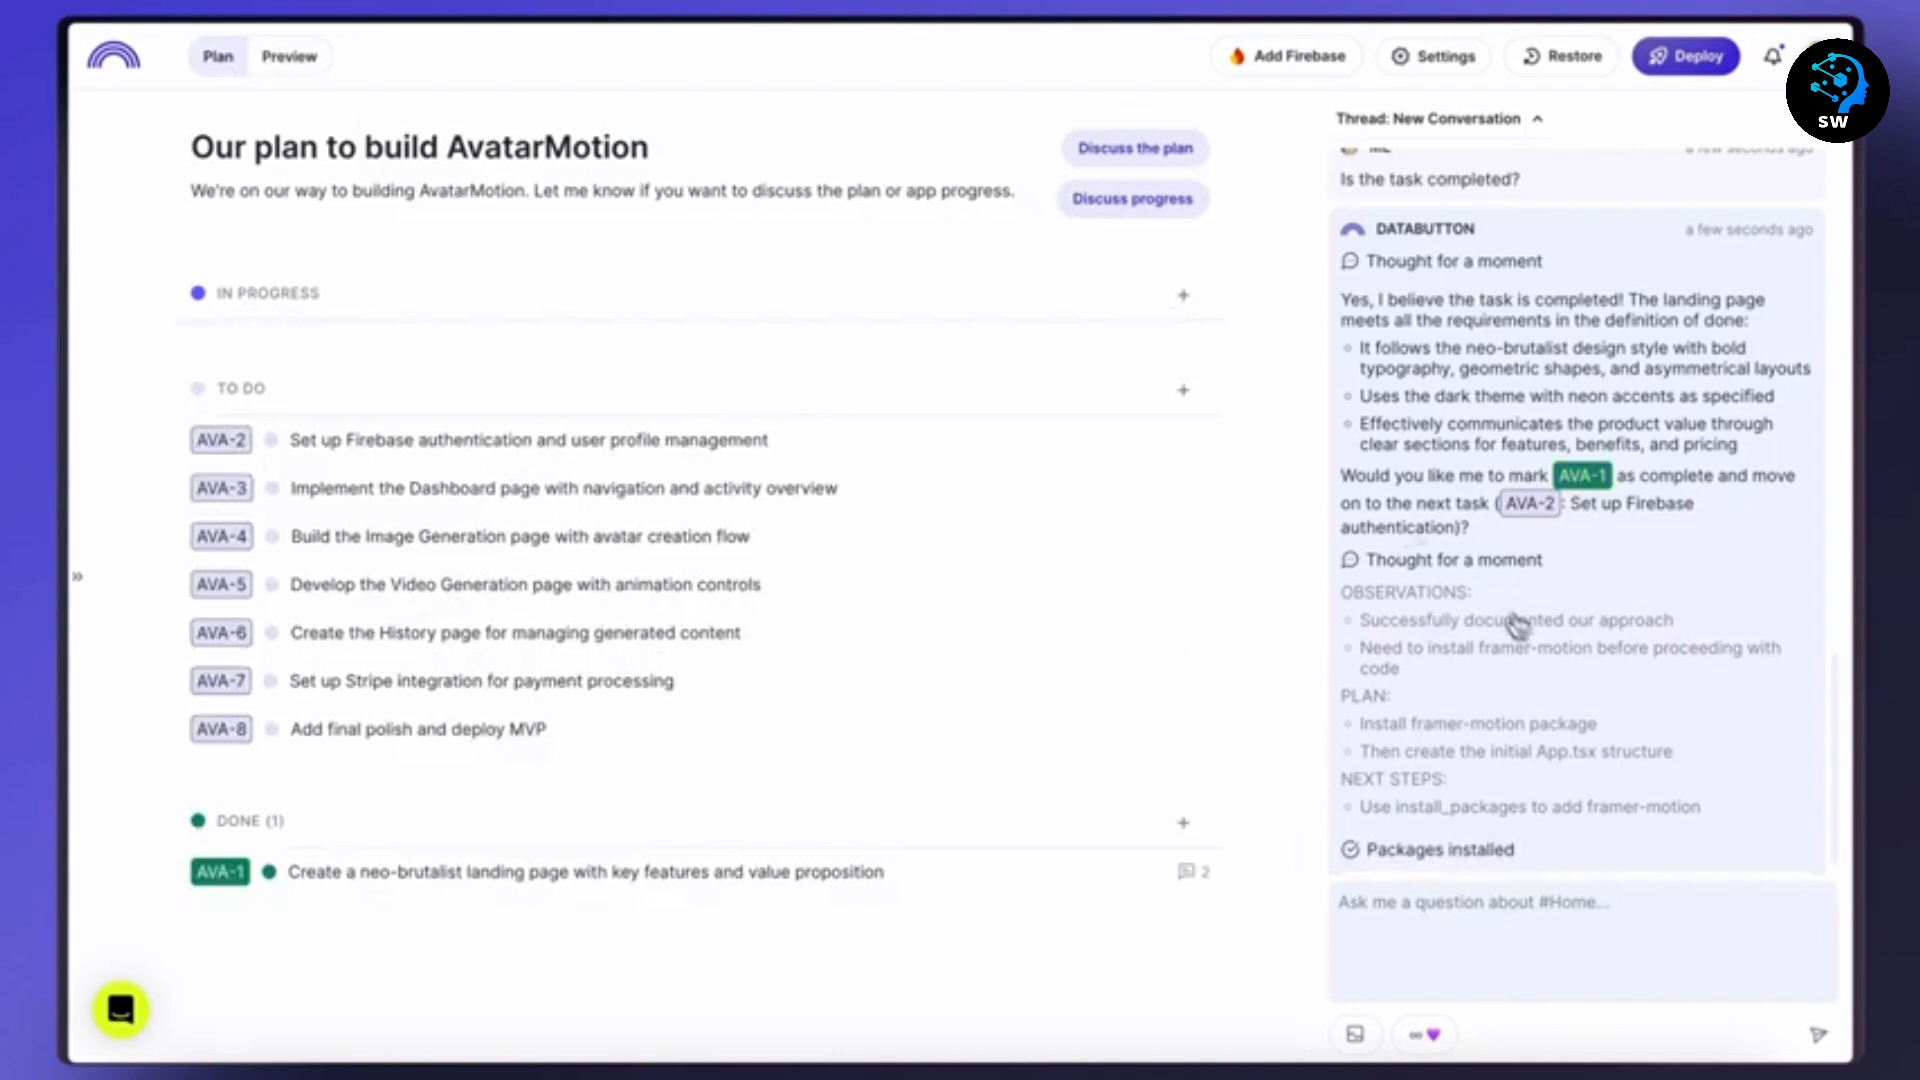 Plan
Preview
Add Firebase
Settings
Restore
Deploy
SW
Our plan to build AvatarMotion
Discuss the plan
We're on our way to building AvatarMotion. Let me know if you want to discuss the plan or app progress.
Discuss progress
IN PROGRESS
TO DO
AVA-2 Set up Firebase authentication and user profile management
AVA-3 Implement the Dashboard page with navigation and activity overview
AVA-4 Build the Image Generation page with avatar creation flow
AVA-5 Develop the Video Generation page with animation controls
AVA-6 Create the History page for managing generated content
AVA-7 Set up Stripe integration for payment processing
AVA-8 Add final polish and deploy MVP
DONE (1)
AVA-1 Create a neo-brutalist landing page with key features and value proposition 2
Thread: New Conversation
ME a few seconds ago
Is the task completed?
DATABUTTON a few seconds ago
Thought for a moment
Yes, I believe the task is completed! The landing page
meets all the requirements in the definition of done:
It follows the neo-brutalist design style with bold
typography, geometric shapes, and asymmetrical layouts
Uses the dark theme with neon accents as specified
Effectively communicates the product value through
clear sections for features, benefits, and pricing
Would you like me to mark AVA-1 as complete and move
on to the next task (AVA-2: Set up Firebase
authentication)?
Thought for a moment
OBSERVATIONS:
Successfully documented our approach
Need to install framer-motion before proceeding with
code
PLAN:
Install framer-motion package
Then create the initial App.tsx structure
NEXT STEPS:
Use install_packages to add framer-motion
Packages installed
Ask me a question about #Home...